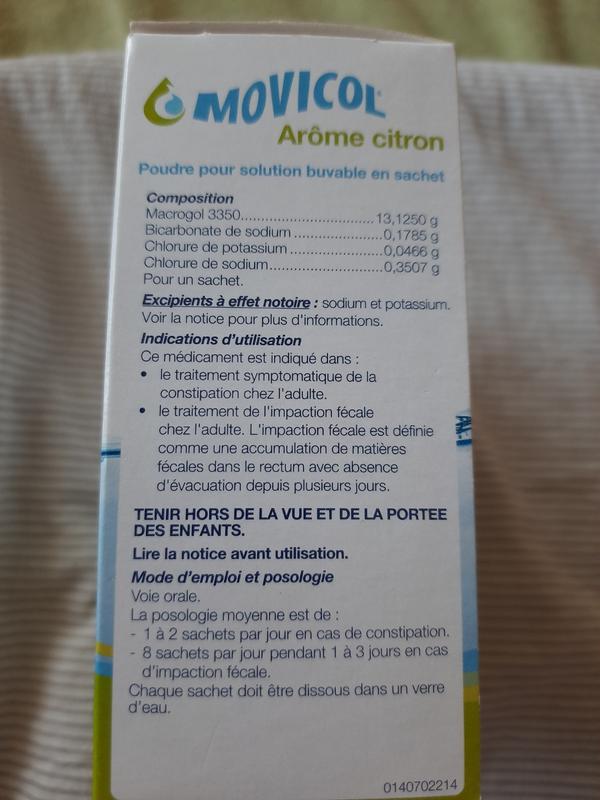 MOVICOL
Arôme citron
Poudre pour solution buvable en sachet
Composition
Macrogol 3350..............................13,1250 g
Bicarbonate de sodium ....................0,1785 g
Chlorure de potassium .....................0,0466 g
Chlorure de sodium..........................0,3507 g
Pour un sachet.
Excipients à effet notoire : sodium et potassium.
Voir la notice pour plus d'informations.
Indications d'utilisation
Ce médicament est indiqué dans :
• le traitement symptomatique de la
constipation chez l'adulte.
• le traitement de l'impaction fécale
chez l'adulte. L'impaction fécale est définie
comme une accumulation de matières
fécales dans le rectum avec absence
d'évacuation depuis plusieurs jours.
TENIR HORS DE LA VUE ET DE LA PORTEE
DES ENFANTS.
Lire la notice avant utilisation.
Mode d'emploi et posologie
Voie orale.
La posologie moyenne est de :
- 1 à 2 sachets par jour en cas de constipation.
- 8 sachets par jour pendant 1 à 3 jours en cas
d'impaction fécale.
Chaque sachet doit être dissous dans un verre
d'eau.
0140702214